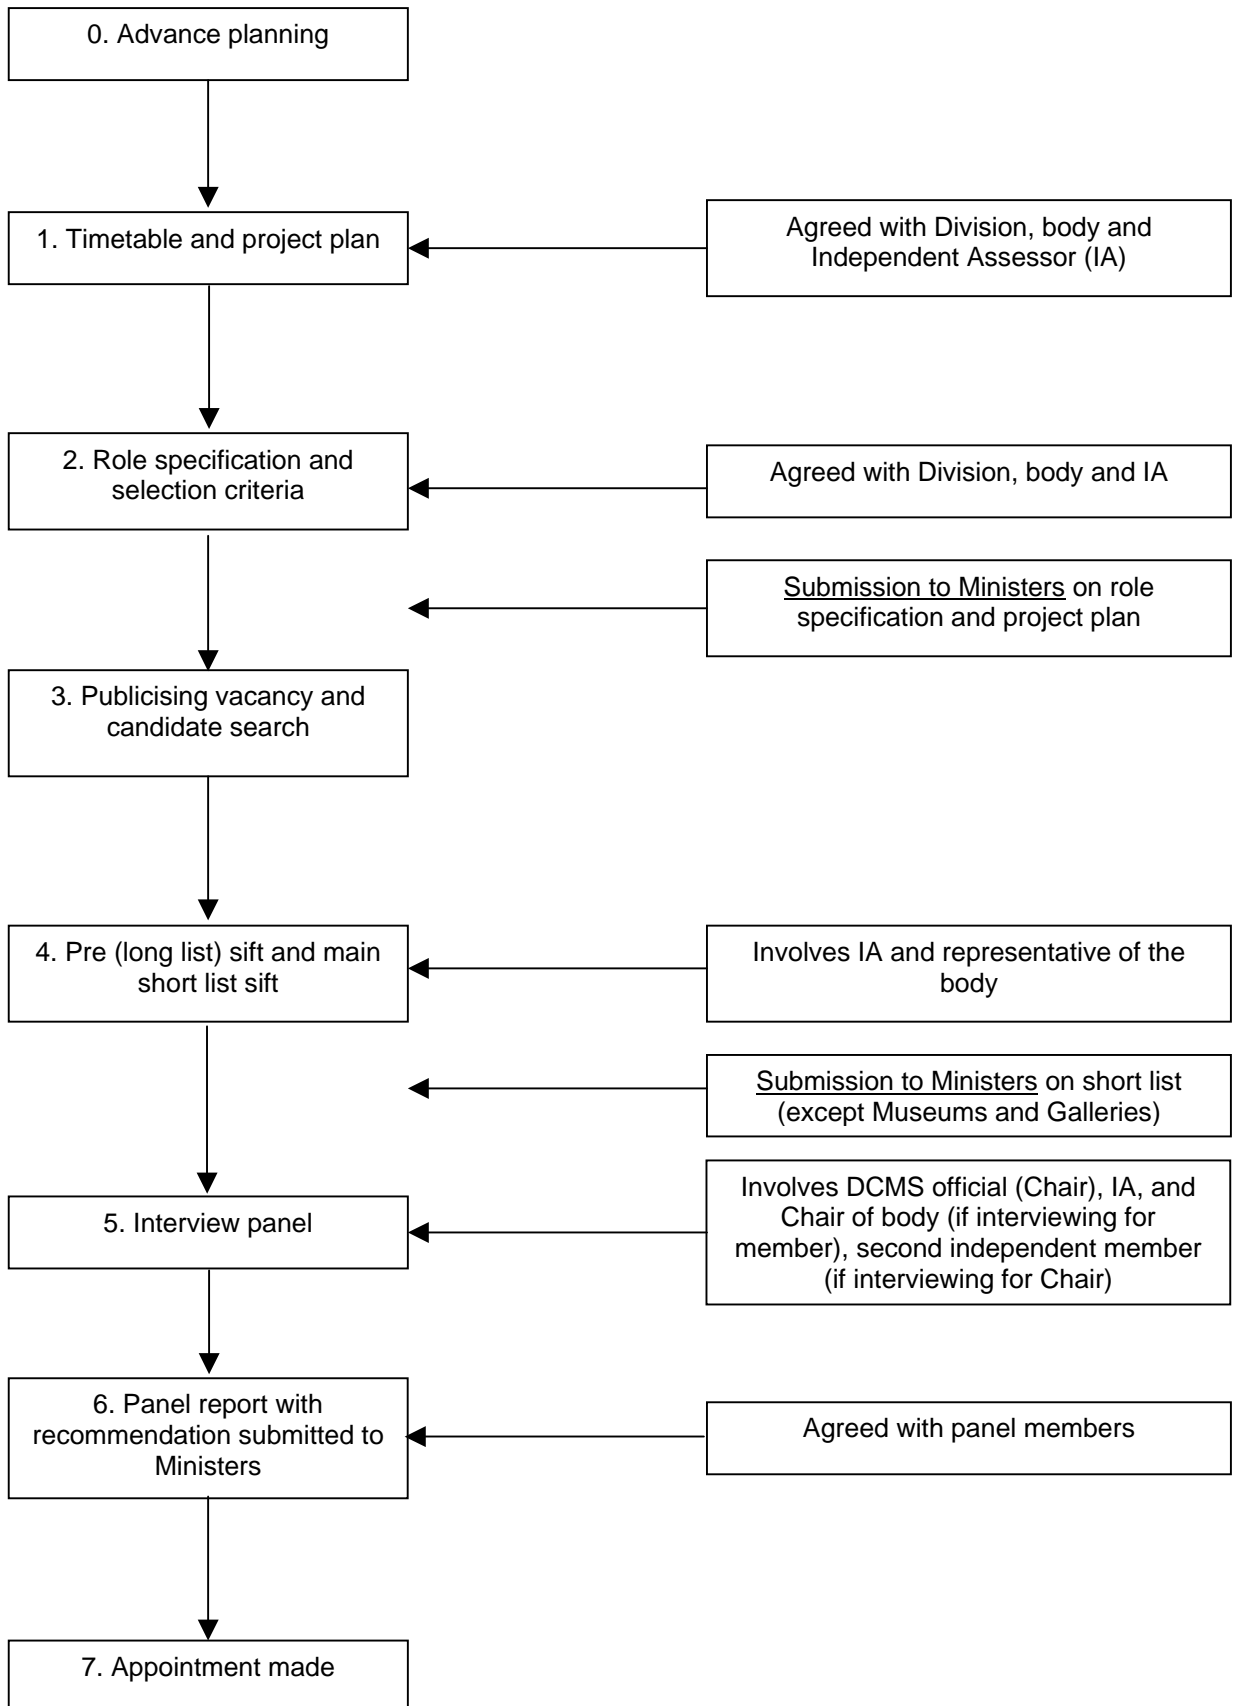 0. Advance planning
1. Timetable and project plan
Agreed with Division, body and
Independent Assessor (IA)
2. Role specification and
selection criteria
Agreed with Division, body and IA
Submission to Ministers on role
specification and project plan
3. Publicising vacancy and
candidate search
4. Pre (long list) sift and main
short list sift
Involves IA and representative of the
body
Submission to Ministers on short list
(except Museums and Galleries)
5. Interview panel
Involves DCMS official (Chair), IA, and
Chair of body (if interviewing for
member), second independent member
(if interviewing for Chair)
6. Panel report with
recommendation submitted to
Ministers
Agreed with panel members
7. Appointment made